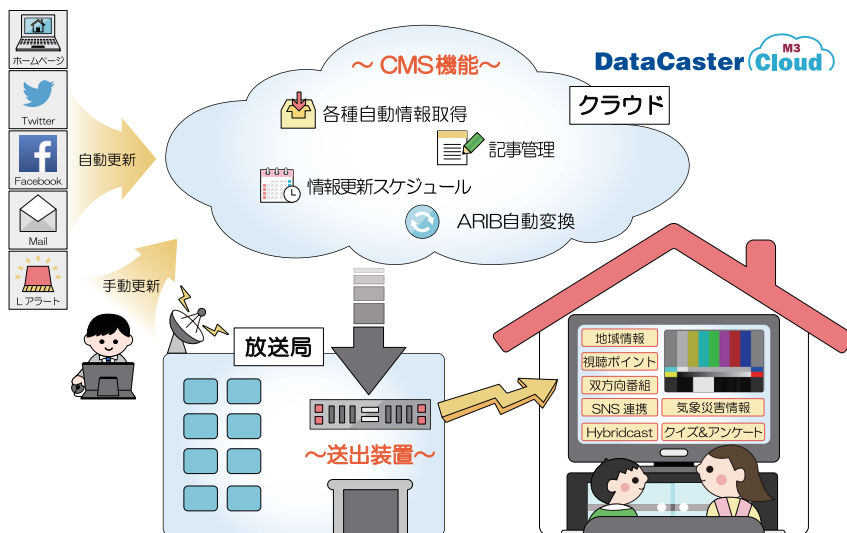 ホームページ
Twitter
Facebook
Mail
Lアラート
自動更新
手動更新
~ CMS機能~
各種自動情報取得
記事管理
情報更新スケジュール
ARIB自動変換
クラウド
DataCaster M3 Cloud
放送局
~送出装置~
地域情報
視聴ポイント
双方向番組
SNS 連携
気象災害情報
Hybridcast
クイズ&アンケート